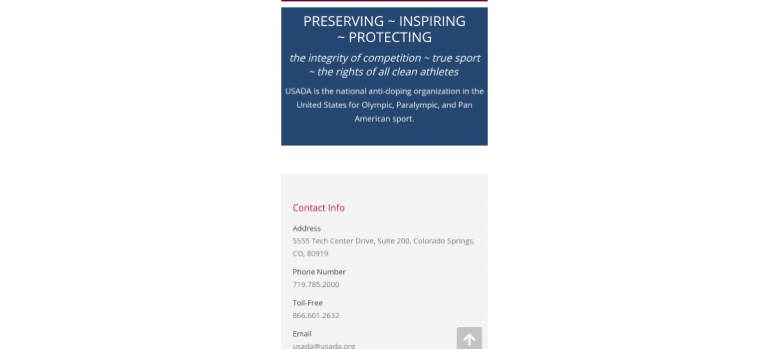 PRESERVING ~ INSPIRING
~ PROTECTING
the integrity of competition ~ true sport
~ the rights of all clean athletes
USADA is the national anti-doping organization in the
United States for Olympic, Paralympic, and Pan
American sport.
Contact Info
Address
5555 Tech Center Drive, Suite 200, Colorado Springs,
CO, 80919
Phone Number
719.785.2000
Toll-Free
866.601.2632
Email
usada@usada.org